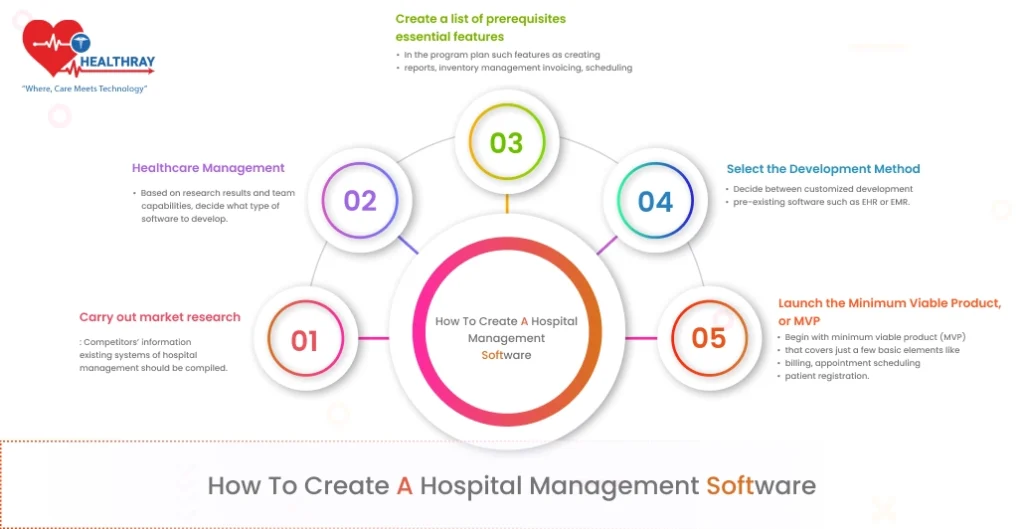 HEALTHRAY
"Where, Care Meets Technology"
Create a list of prerequisites
essential features
• In the program plan such features as creating
• reports, inventory management invoicing, scheduling
03
Healthcare Management
• Based on research results and team
capabilities, decide what type of
software to develop.
02
04
Select the Development Method
• Decide between customized development
• pre-existing software such as EHR or EMR.
Carry out market research
: Competitors' information
existing systems of hospital
management should be compiled.
01
How To Create A Hospital
Management
Software
05
Launch the Minimum Viable Product,
or MVP
• Begin with minimum viable product (MVP)
• that covers just a few basic elements like
• billing, appointment scheduling
• patient registration.
How To Create A Hospital Management Software